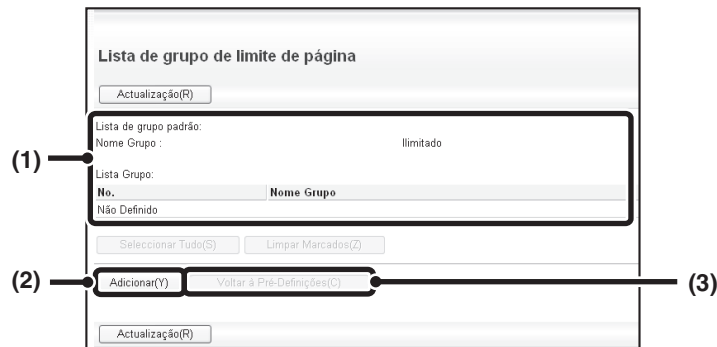 Lista de grupo de limite de página
Actualização(R)
Lista de grupo padrão:
Nome Grupo : Ilimitado
(1)
Lista Grupo:
No. Nome Grupo
Não Definido
Seleccionar Tudo(S) Limpar Marcados(Z)
(2) Adicionar(Y) Voltar á Pré-Definições(C) (3)
Actualização(R)